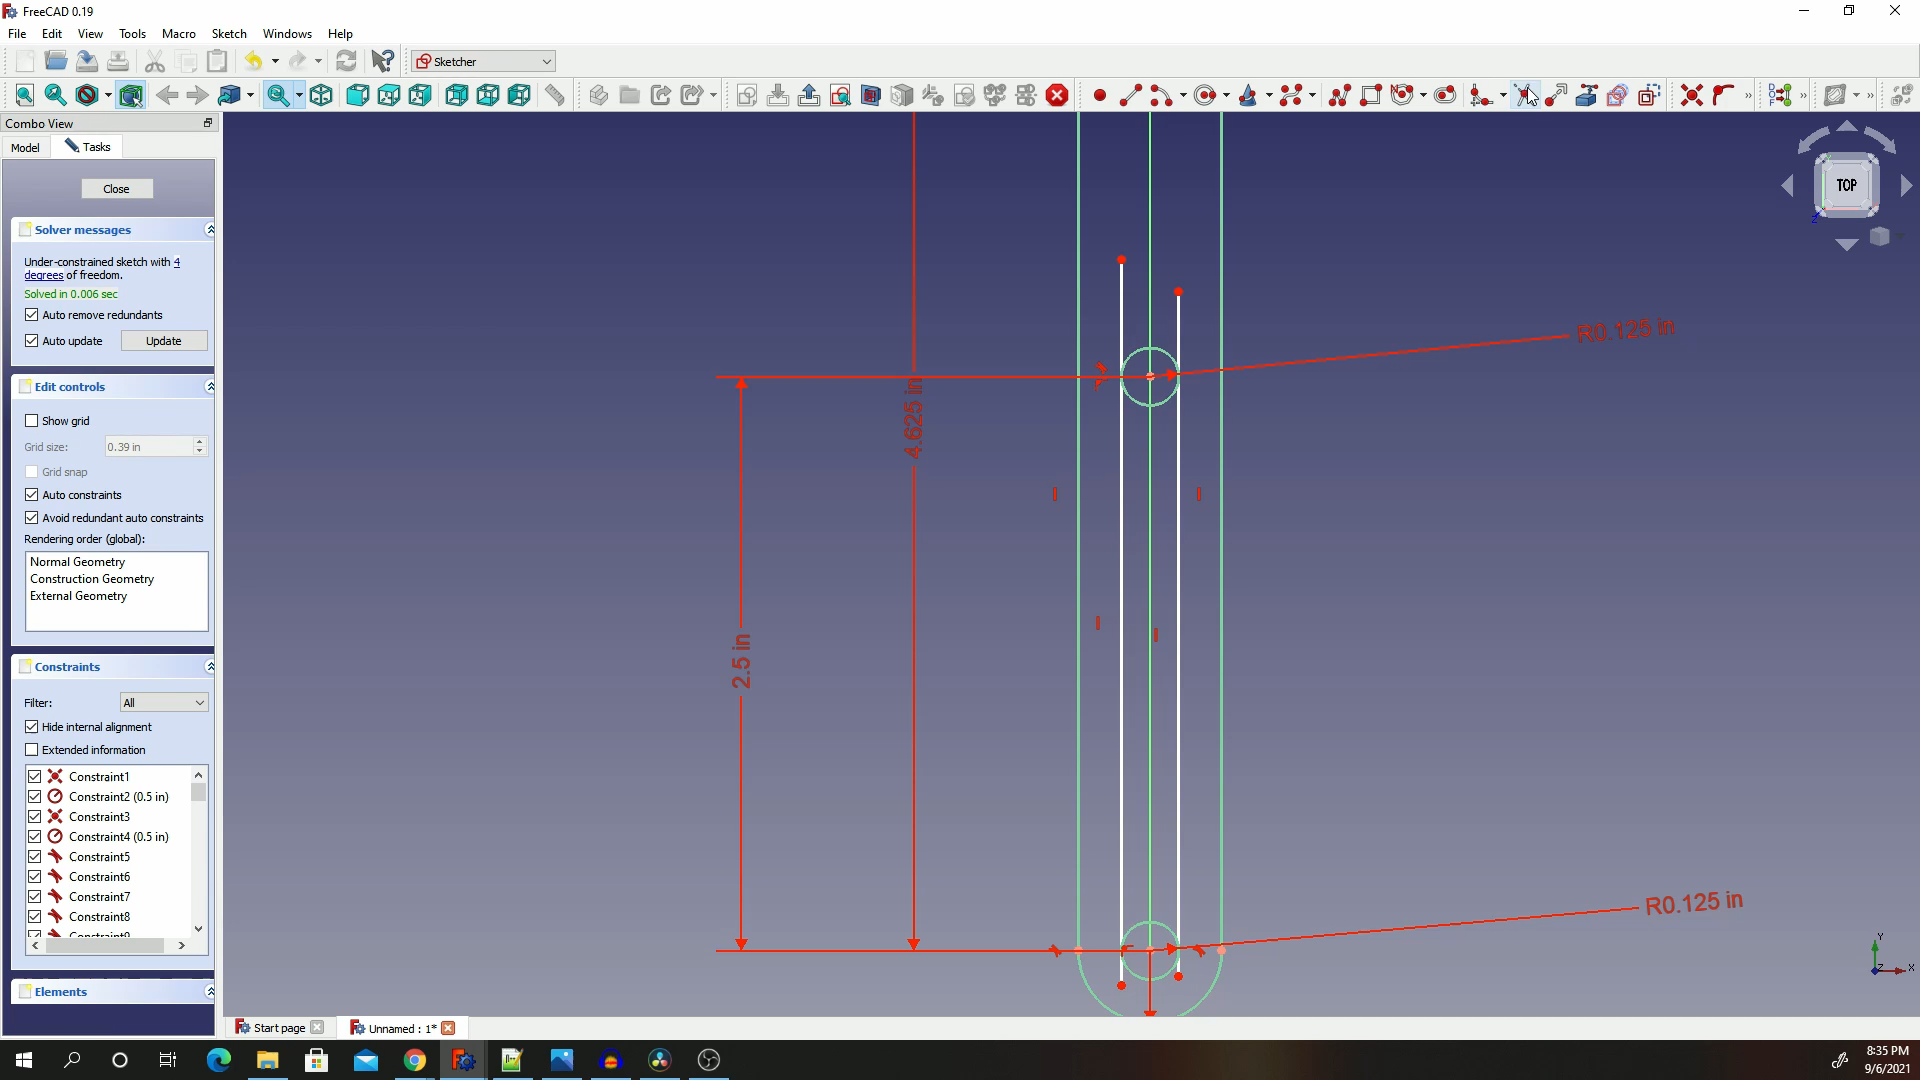 FreeCAD 0.19
File Edit View Tools Macro Sketch Windows Help
Sketcher
Combo View
Model Tasks
Close
Solver messages
Under-constrained sketch with 4
degrees of freedom.
Solved in 0.006 sec
Auto remove redundants
Auto update Update
Edit controls
Show grid
Grid size: 0.39 in
Grid snap
Auto constraints
Avoid redundant auto constraints
Rendering order (global):
Normal Geometry
Construction Geometry
External Geometry
Constraints
Filter: All
Hide internal alignment
Extended information
Constraint1
Constraint2 (0.5 in)
Constraint3
Constraint4 (0.5 in)
Constraint5
Constraint6
Constraint7
Constraint8
Constraint9
Elements
TOP
R0.125 in
4.625 in
2.5 in
R0.125 in
Y
Z X
Start page Unnamed : 1*
8:35 PM
9/6/2021